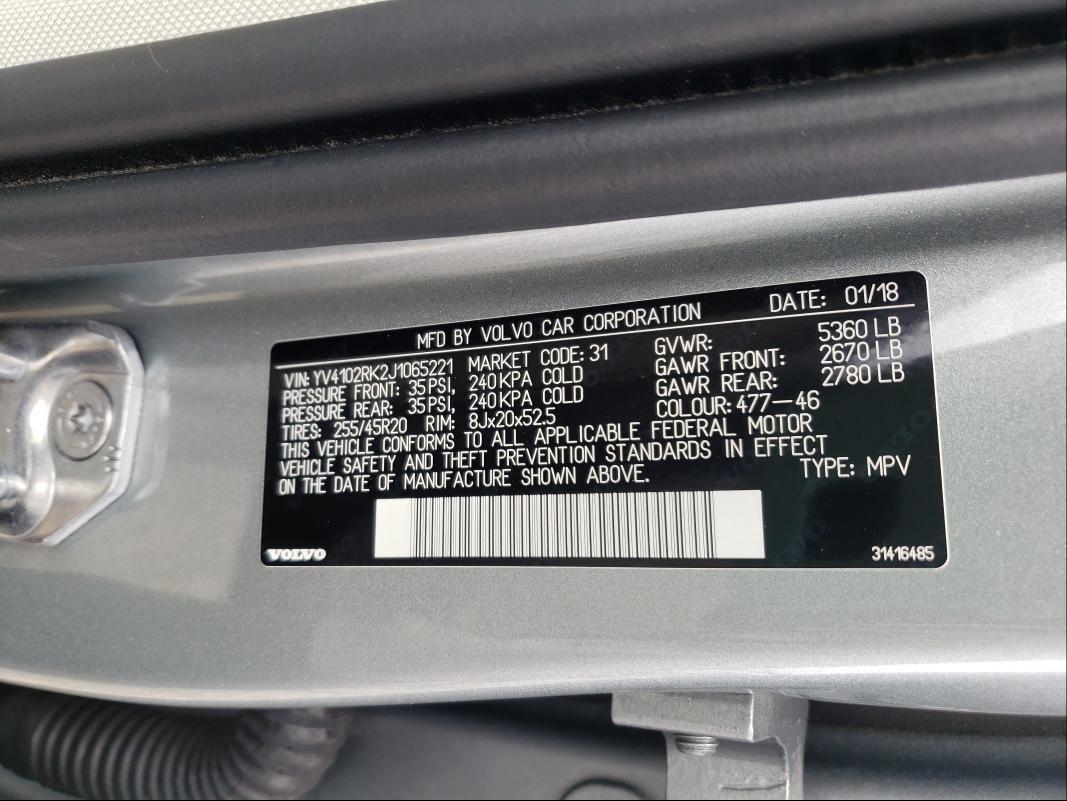 MFD BY VOLVO CAR CORPORATION DATE: 01/18
VIN: YV4102RK2J1065221 MARKET CODE: 31 GVWR: 5360 LB
PRESSURE FRONT: 35 PSI, 240 KPA COLD GAWR FRONT: 2670 LB
PRESSURE REAR: 35 PSI, 240 KPA COLD GAWR REAR: 2780 LB
TIRES: 255/45R20 RIM: 8Jx20x52.5 COLOUR: 477-46
THIS VEHICLE CONFORMS TO ALL APPLICABLE FEDERAL MOTOR
VEHICLE SAFETY AND THEFT PREVENTION STANDARDS IN EFFECT
ON THE DATE OF MANUFACTURE SHOWN ABOVE. TYPE: MPV
VOLVO 31416485